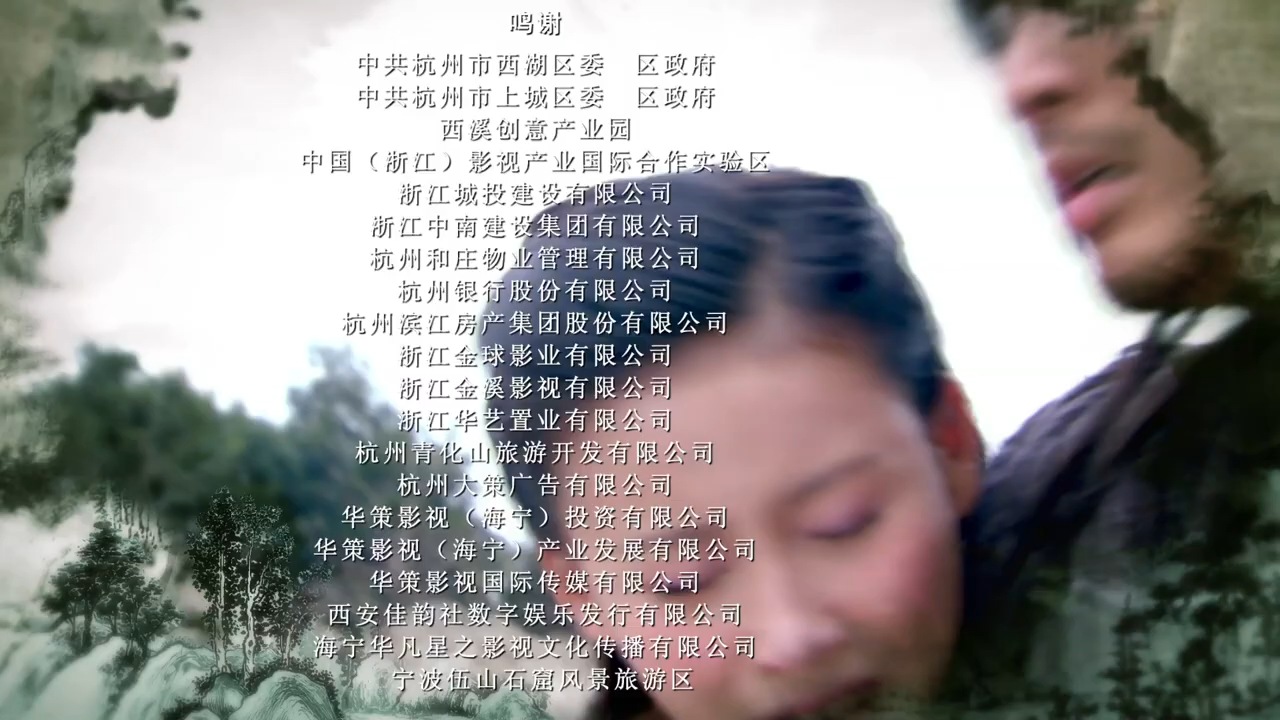 鸣谢
中共杭州市西湖区委 区政府
中共杭州市上城区委 区政府
西溪创意产业园
中国（浙江）影视产业国际合作实验区
浙江城投建设有限公司
浙江中南建设集团有限公司
杭州和庄物业管理有限公司
杭州银行股份有限公司
杭州滨江房产集团股份有限公司
浙江金球影业有限公司
浙江金溪影视有限公司
浙江华艺置业有限公司
杭州青化山旅游开发有限公司
杭州大策广告有限公司
华策影视（海宁）投资有限公司
华策影视（海宁）产业发展有限公司
华策影视国际传媒有限公司
西安佳韵社数字娱乐发行有限公司
海宁华凡星之影视文化传播有限公司
宁波伍山石窟风景旅游区